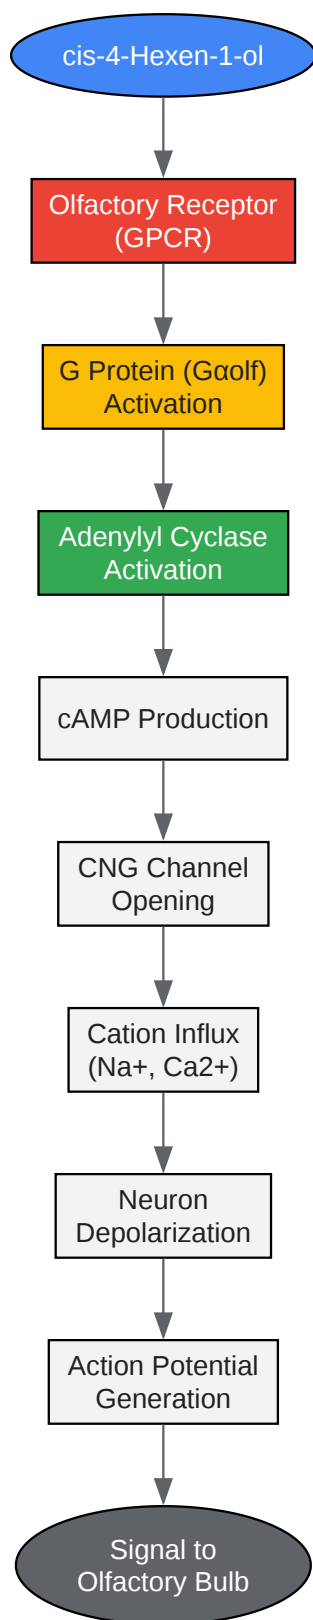 cis-4-Hexen-1-ol
Olfactory Receptor
(GPCR)
G Protein (Gαolf)
Activation
Adenylyl Cyclase
Activation
cAMP Production
CNG Channel
Opening
Cation Influx
(Na+, Ca2+)
Neuron
Depolarization
Action Potential
Generation
Signal to
Olfactory Bulb